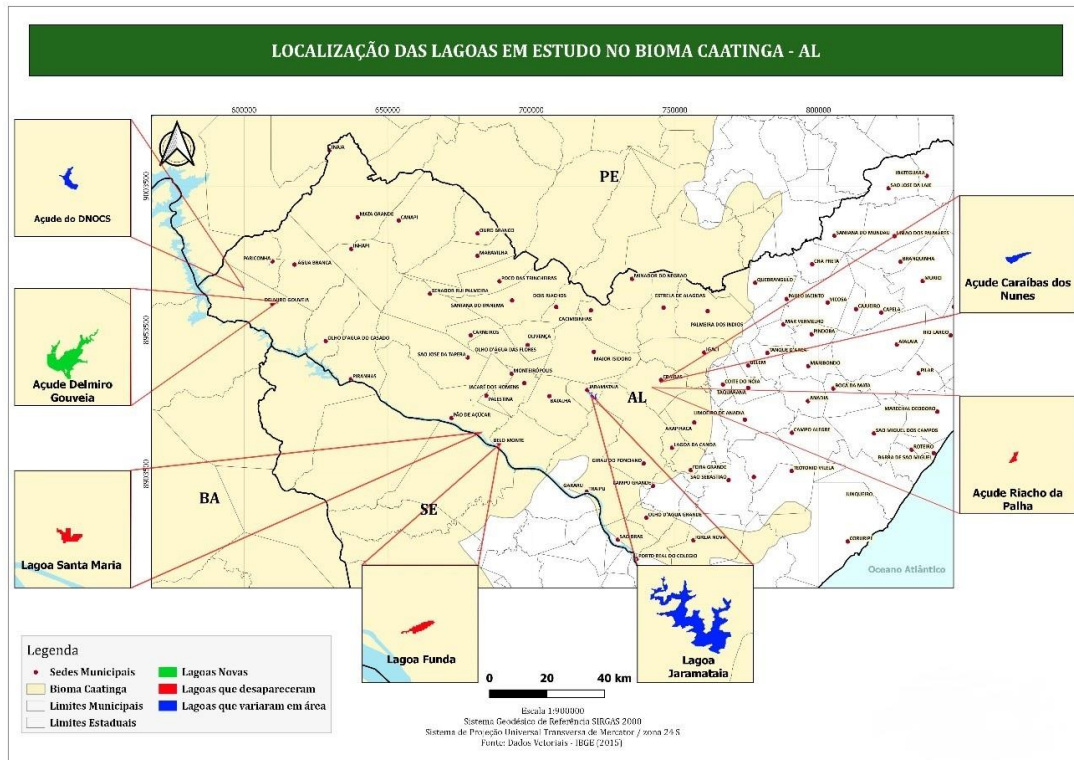 LOCALIZAÇÃO DAS LAGOAS EM ESTUDO NO BIOMA CAATINGA - AL
600000
650000
700000
750000
800000
9003500
8953500
8903500
Açude do DNOCS
Açude Delmiro
Gouveia
Lagoa Santa Maria
Lagoa Funda
Lagoa
Jaramataia
Açude Caraíbas dos
Nunes
Açude Riacho da
Palha
PE
AL
BA
SE
Oceano Atlântico
INAJÁ
MATA GRANDE
CANAPI
OURO BRANCO
INHAPI
MARAVILHA
PARICONHA
ÁGUA BRANCA
POÇO DAS TRINCHEIRAS
MINADOR DO NEGRÃO
SENADOR RUI PALMEIRA
SANTANA DO IPANEMA
DOIS RIACHOS
CACIMBINHAS
ESTRELA DE ALAGOAS
PALMEIRA DOS ÍNDIOS
DELMIRO GOUVEIA
OLHO D'ÁGUA DO CASADO
CARNEIROS
OLIVENÇA
SÃO JOSÉ DA TAPERA
OLHO D'ÁGUA DAS FLORES
MAJOR ISIDORO
IGACI
PIRANHAS
MONTEIRÓPOLIS
JACARÉ DOS HOMENS
PALESTINA
BATALHA
JARAMATAIA
CRAÍBAS
PÃO DE AÇÚCAR
BELO MONTE
ARAPIRACA
LAGOA DA CANOA
GIRAU DO PONCIANO
FEIRA GRANDE
SÃO SEBASTIÃO
CAMPO GRANDE
GARARU
TRAIPU
OLHO D'ÁGUA GRANDE
SÃO BRÁS
IGREJA NOVA
PORTO REAL DO COLÉGIO
IBATEGUARA
SÃO JOSÉ DA LAJE
SANTANA DO MUNDAÚ
UNIÃO DOS PALMARES
CHÃ PRETA
BRANQUINHA
QUEBRANGULO
MURICI
PAULO JACINTO
VIÇOSA
CAJUEIRO
CAPELA
MAR VERMELHO
PINDOBA
RIO LARGO
ATALAIA
TANQUE D'ARCA
BELÉM
MARIBONDO
PILAR
COITÉ DO NÓIA
TAQUARANA
BOCA DA MATA
ANADIA
LIMOEIRO DE ANADIA
MARECHAL DEODORO
CAMPO ALEGRE
SÃO MIGUEL DOS CAMPOS
ROTEIRO
BARRA DE SÃO MIGUEL
TEOTÔNIO VILELA
JUNQUEIRO
CORURIPE
Legenda
Sedes Municipais
Bioma Caatinga
Limites Municipais
Limites Estaduais
Lagoas Novas
Lagoas que desapareceram
Lagoas que variaram em área
0 20 40 km
Escala 1:900000
Sistema Geodésico de Referência SIRGAS 2000
Sistema de Projeção Universal Transversa de Mercator / zona 24 S
Fonte: Dados Vetoriais - IBGE (2015)